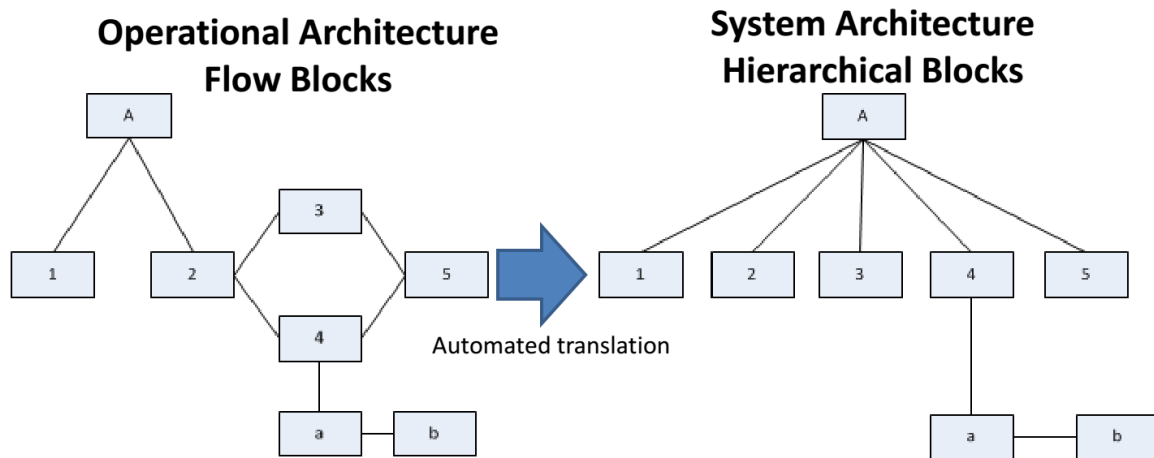 Operational Architecture
Flow Blocks
A
3
1
2
5
4
a
b
Automated translation
System Architecture
Hierarchical Blocks
A
1
2
3
4
5
a
b